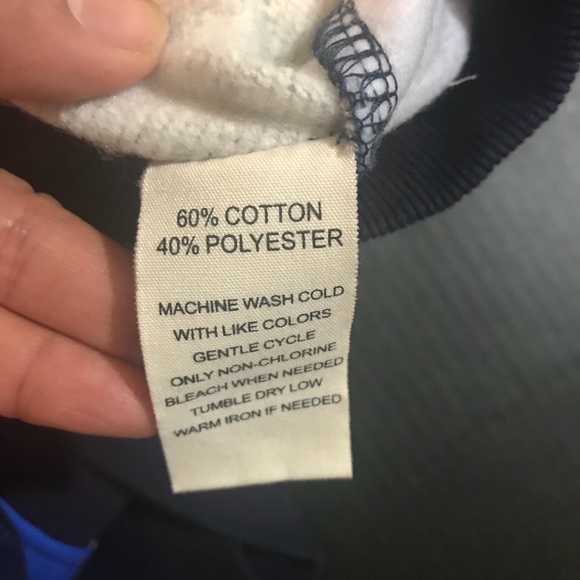 60% COTTON
40% POLYESTER
MACHINE WASH COLD
WITH LIKE COLORS
GENTLE CYCLE
ONLY NON-CHLORINE
BLEACH WHEN NEEDED
TUMBLE DRY LOW
WARM IRON IF NEEDED